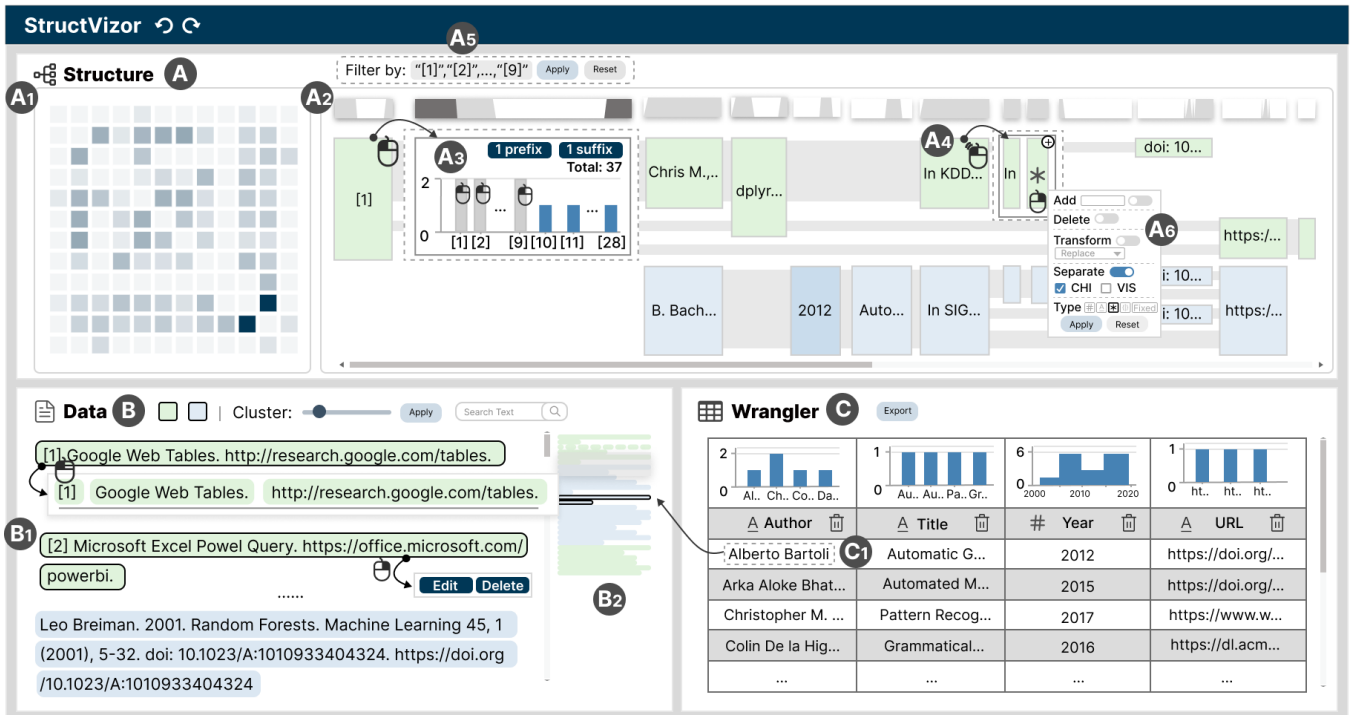 StructVizor
A5
Structure A
Filter by: "[1]","[2]",...,"[9]" Apply Reset
A1
A2
A3
1 prefix 1 suffix
Total: 37
2
0
...
...
[1] [2] [9] [10] [11] [28]
[1]
Chris M.,..
dplyr...
A4
In KDD...
In
*
doi: 10...
https:/...
Add
Delete
A6
Transform
Replace
Separate
CHI VIS
Type # A * Fixed
Apply Reset
B. Bach...
2012
Auto...
In SIG...
i: 10...
i: 10...
https:/...
Data B | Cluster: Apply Search Text
[1] Google Web Tables. http://research.google.com/tables.
[1] Google Web Tables. http://research.google.com/tables.
B1
[2] Microsoft Excel Powel Query. https://office.microsoft.com/
powerbi.
Edit Delete
......
B2
Leo Breiman. 2001. Random Forests. Machine Learning 45, 1
(2001), 5-32. doi: 10.1023/A:1010933404324. https://doi.org
/10.1023/A:1010933404324
Wrangler C Export
2
0
Al.. Ch.. Co.. Da..
1
0
Au.. Au.. Pa.. Gr..
6
0
2000 2010 2020
1
0
ht.. ht.. ht..
A Author A Title # Year A URL
Alberto Bartoli C1 Automatic G... 2012 https://doi.org/...
Arka Aloke Bhat... Automated M... 2015 https://doi.org/...
Christopher M. ... Pattern Recog... 2017 https://www.w...
Colin De la Hig... Grammatical... 2016 https://dl.acm...
... ... ... ...